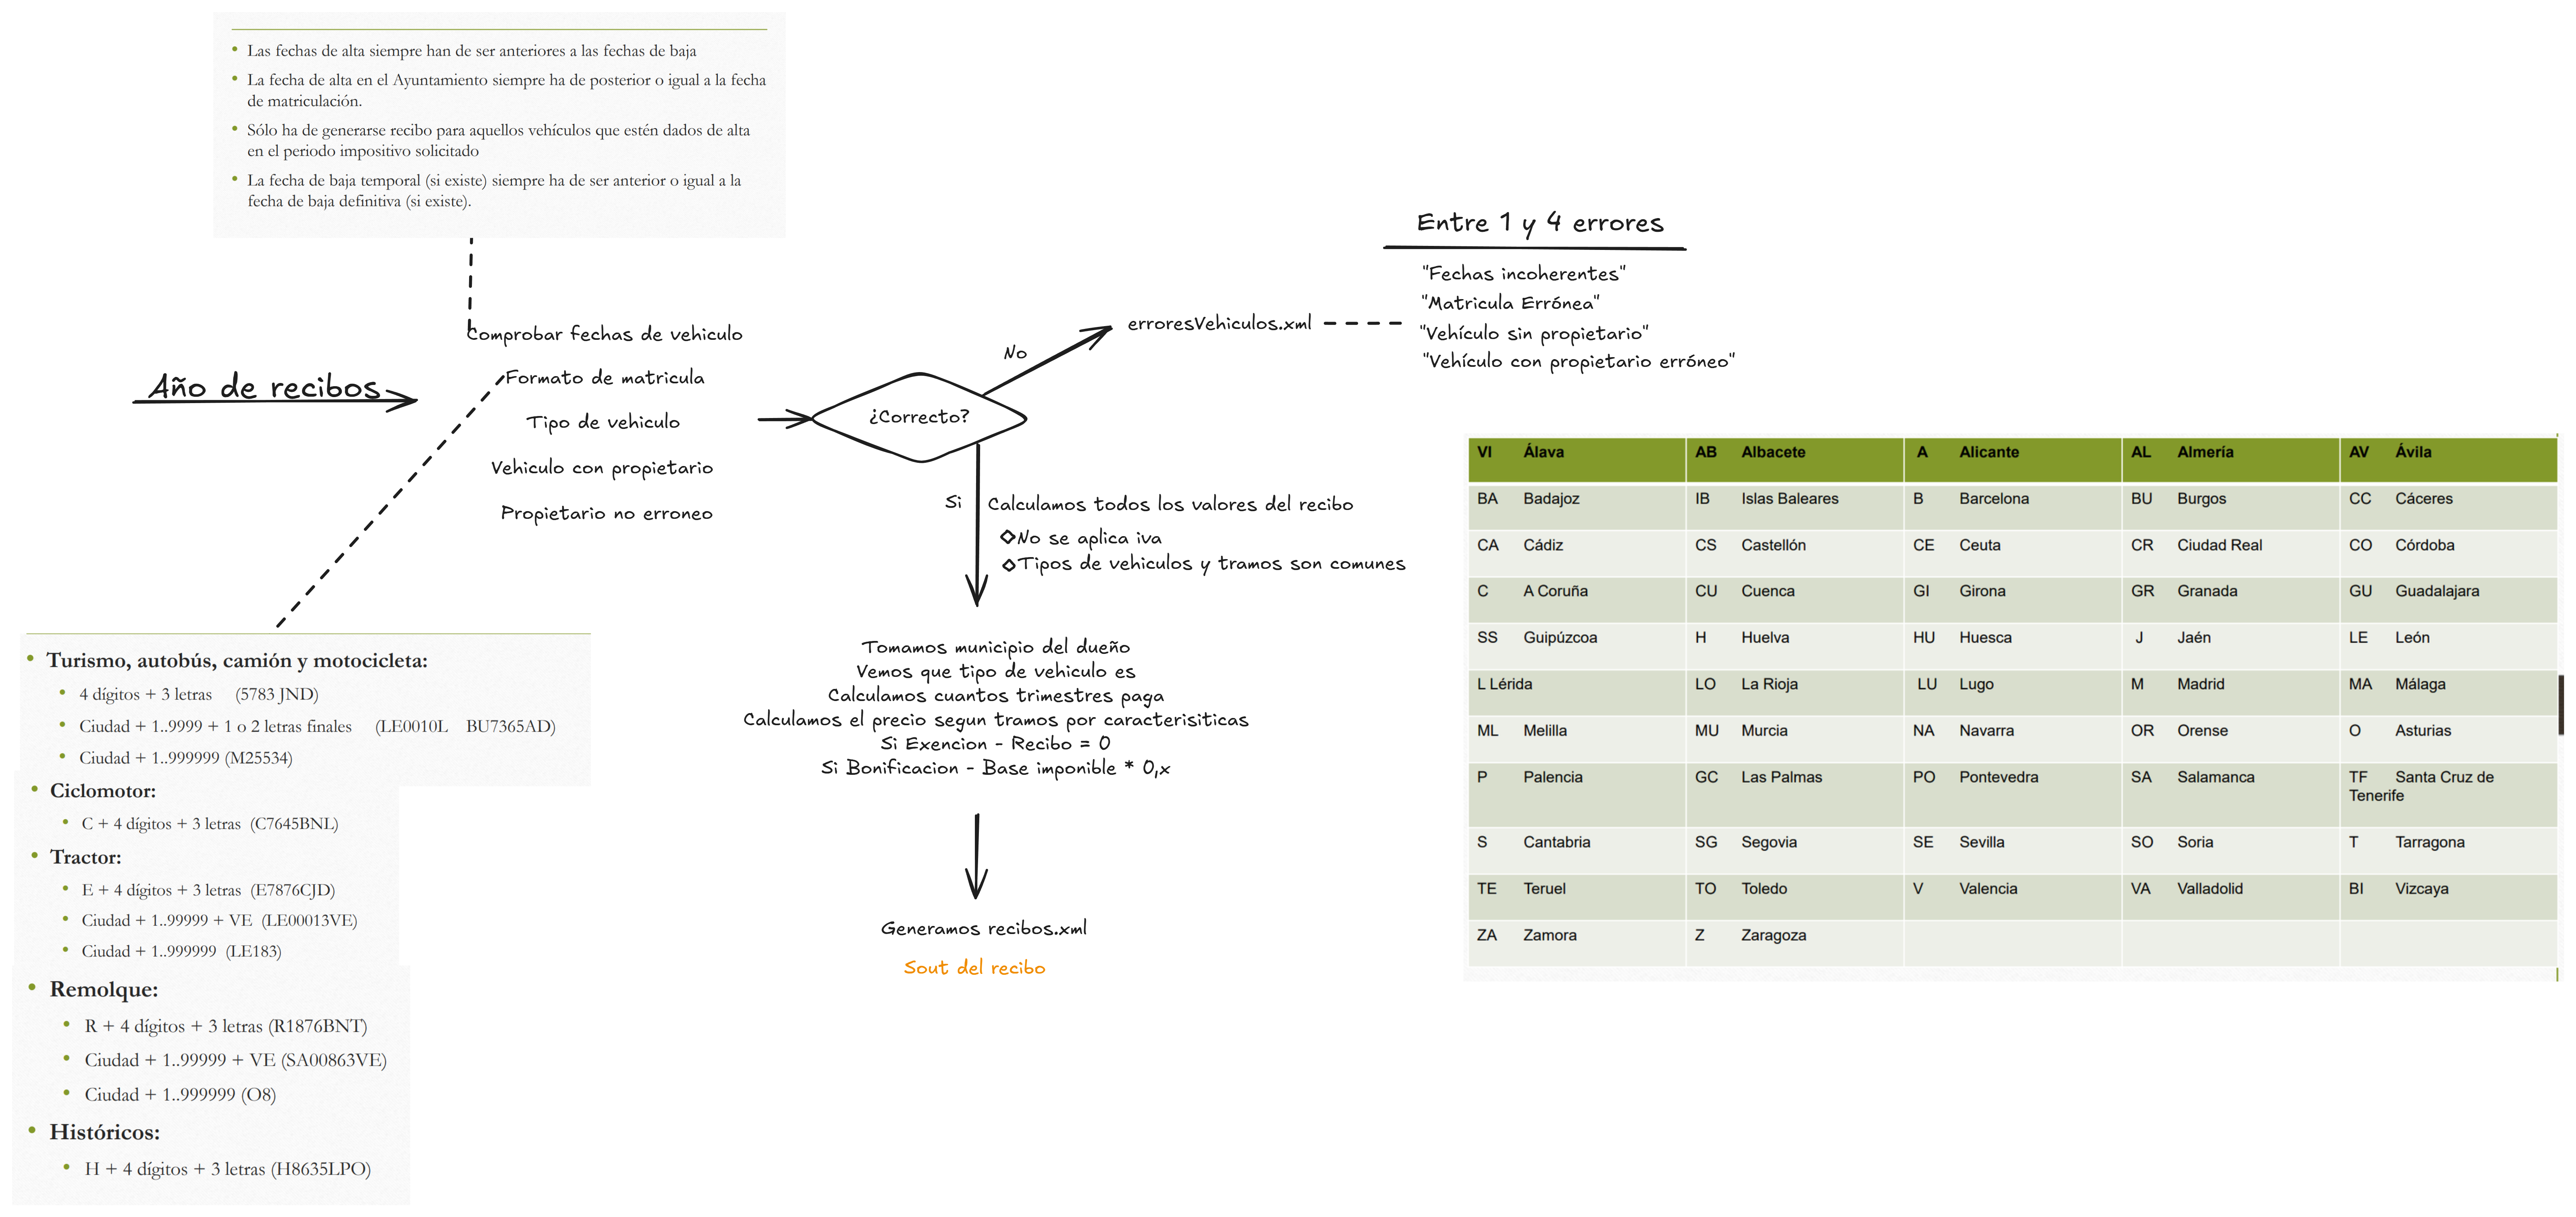 • Las fechas de alta siempre han de ser anteriores a las fechas de baja
• La fecha de alta en el Ayuntamiento siempre ha de posterior o igual a la fecha
de matriculación.
• Sólo ha de generarse recibo para aquellos vehículos que estén dados de alta
en el periodo impositivo solicitado
• La fecha de baja temporal (si existe) siempre ha de ser anterior o igual a la
fecha de baja definitiva (si existe).
Año de recibos
Comprobar fechas de vehiculo
Formato de matricula
Tipo de vehiculo
Vehiculo con propietario
Propietario no erroneo
¿Correcto?
No
erroresVehiculos.xml
Entre 1 y 4 errores
"Fechas incoherentes"
"Matricula Errónea"
"Vehículo sin propietario"
"Vehículo con propietario erróneo"
Si
Calculamos todos los valores del recibo
No se aplica iva
Tipos de vehiculos y tramos son comunes
Tomamos municipio del dueño
Vemos que tipo de vehiculo es
Calculamos cuantos trimestres paga
Calculamos el precio segun tramos por caracterisiticas
Si Exencion - Recibo = 0
Si Bonificacion - Base imponible * 0,x
Generamos recibos.xml
Sout del recibo
• Turismo, autobús, camión y motocicleta:
• 4 dígitos + 3 letras (5783 JND)
• Ciudad + 1..9999 + 1 o 2 letras finales (LE0010L BU7365AD)
• Ciudad + 1..999999 (M25534)
• Ciclomotor:
• C + 4 dígitos + 3 letras (C7645BNL)
• Tractor:
• E + 4 dígitos + 3 letras (E7876CJD)
• Ciudad + 1..99999 + VE (LE00013VE)
• Ciudad + 1..999999 (LE183)
• Remolque:
• R + 4 dígitos + 3 letras (R1876BNT)
• Ciudad + 1..99999 + VE (SA00863VE)
• Ciudad + 1..999999 (O8)
• Históricos:
• H + 4 dígitos + 3 letras (H8635LPO)
VI Álava AB Albacete A Alicante AL Almería AV Ávila
BA Badajoz IB Islas Baleares B Barcelona BU Burgos CC Cáceres
CA Cádiz CS Castellón CE Ceuta CR Ciudad Real CO Córdoba
C A Coruña CU Cuenca GI Girona GR Granada GU Guadalajara
SS Guipúzcoa H Huelva HU Huesca J Jaén LE León
L Lérida LO La Rioja LU Lugo M Madrid MA Málaga
ML Melilla MU Murcia NA Navarra OR Orense O Asturias
P Palencia GC Las Palmas PO Pontevedra SA Salamanca TF Santa Cruz de
Tenerife
S Cantabria SG Segovia SE Sevilla SO Soria T Tarragona
TE Teruel TO Toledo V Valencia VA Valladolid BI Vizcaya
ZA Zamora Z Zaragoza